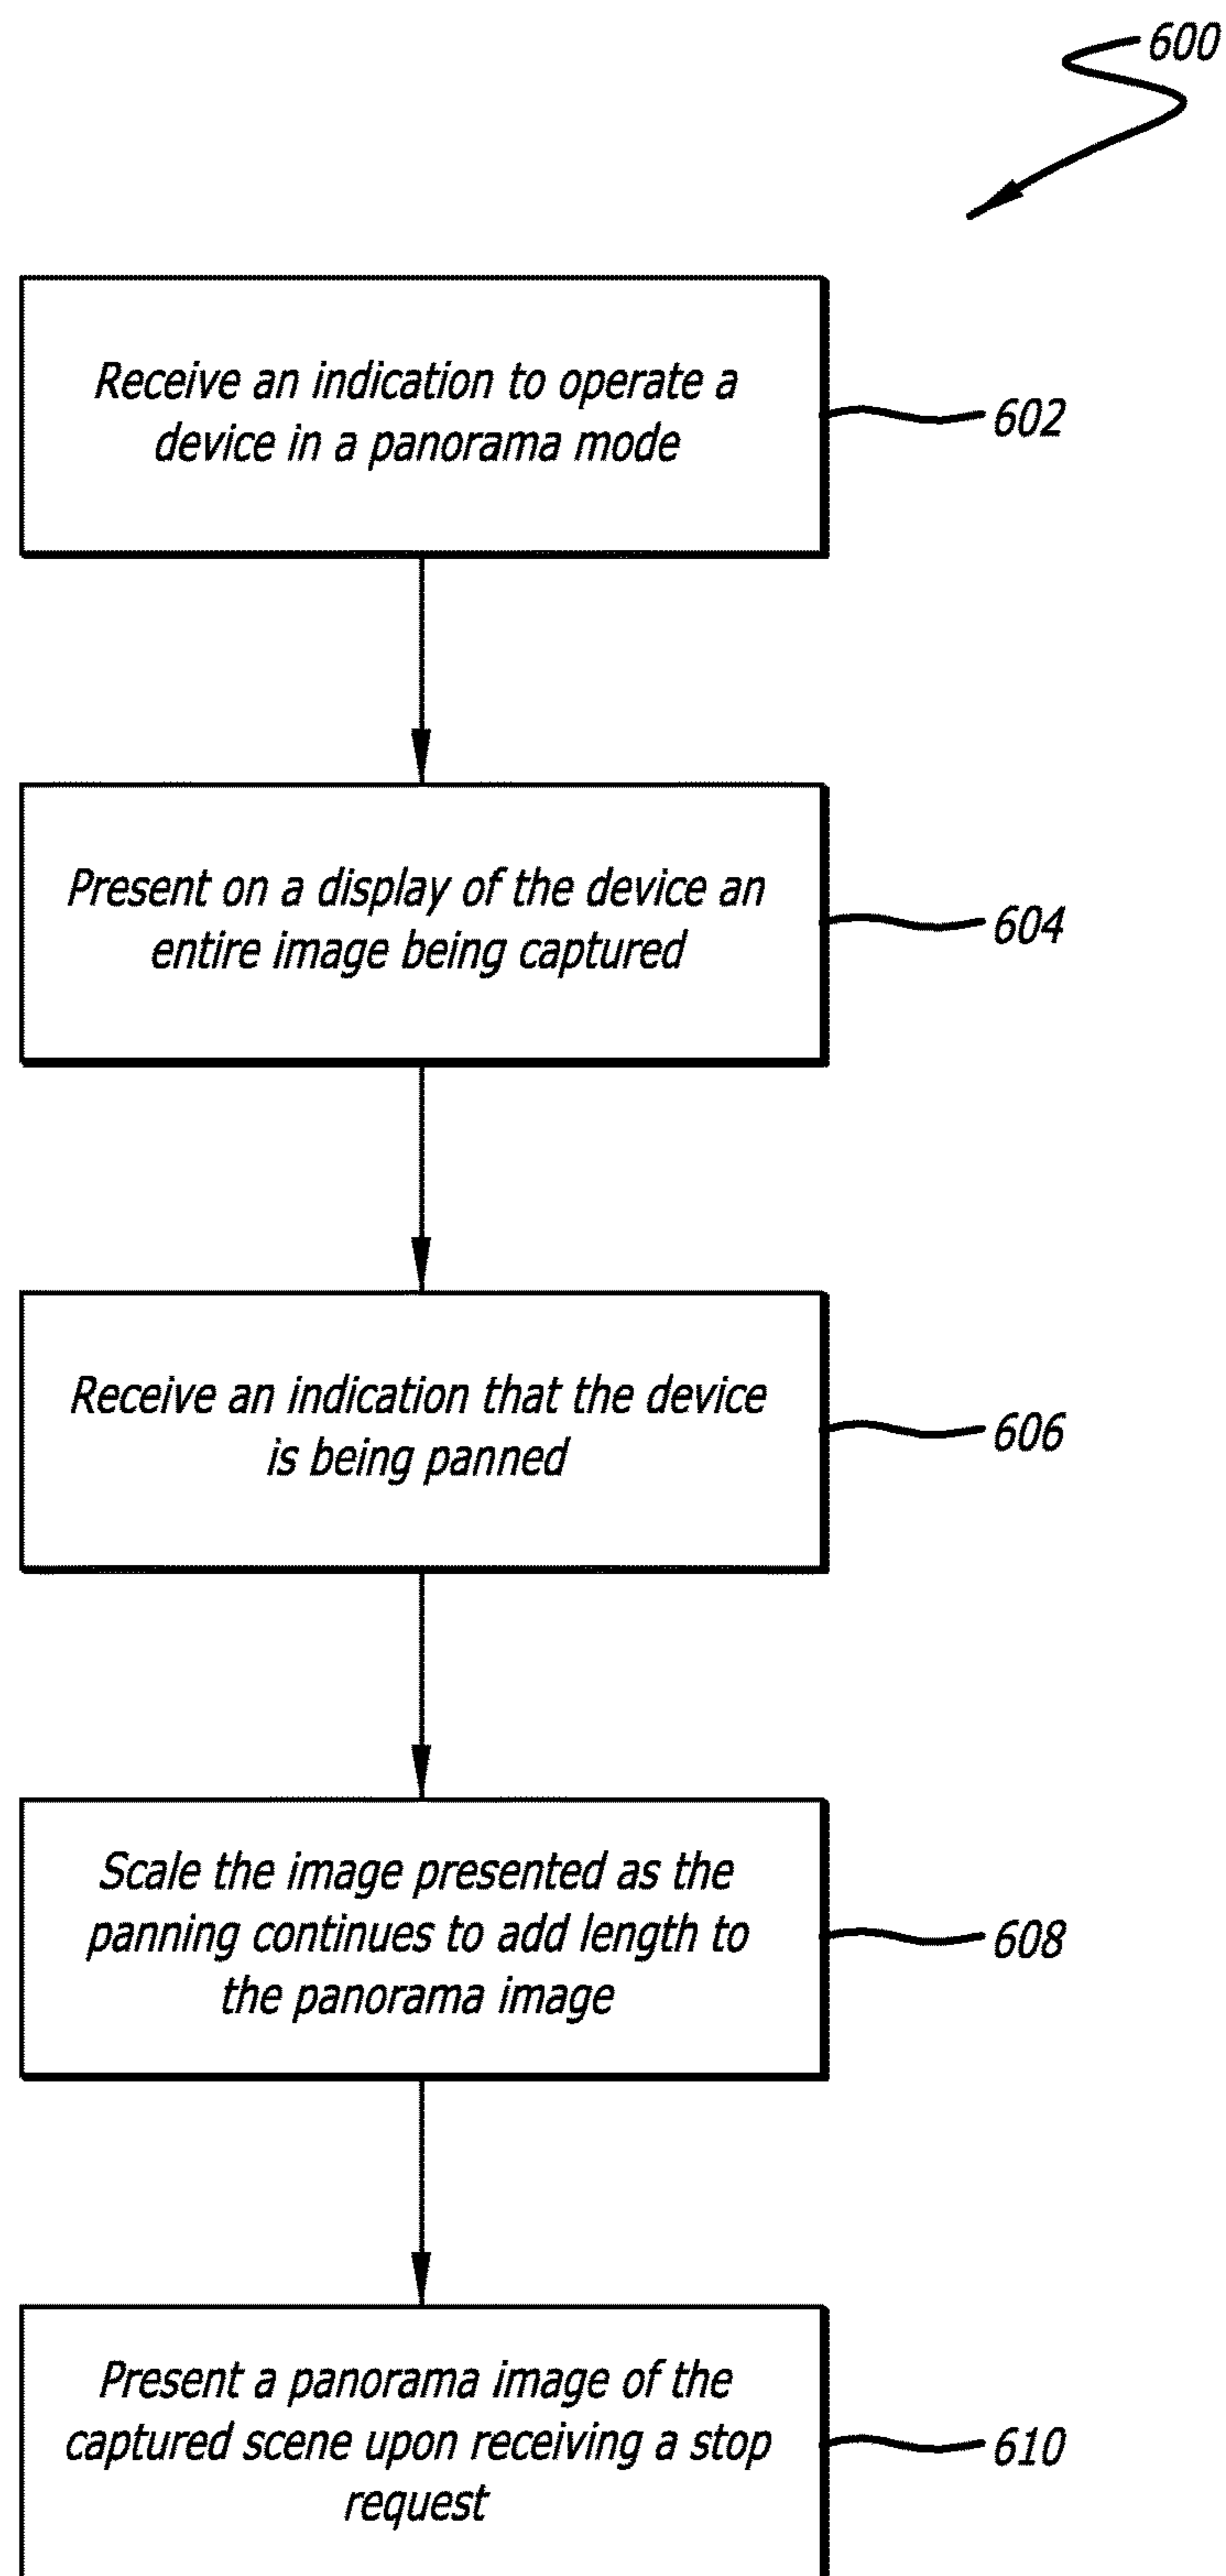 600
Receive an indication to operate a
device in a panorama mode
602
Present on a display of the device an
entire image being captured
604
Receive an indication that the device
is being panned
606
Scale the image presented as the
panning continues to add length to
the panorama image
608
Present a panorama image of the
captured scene upon receiving a stop
request
610